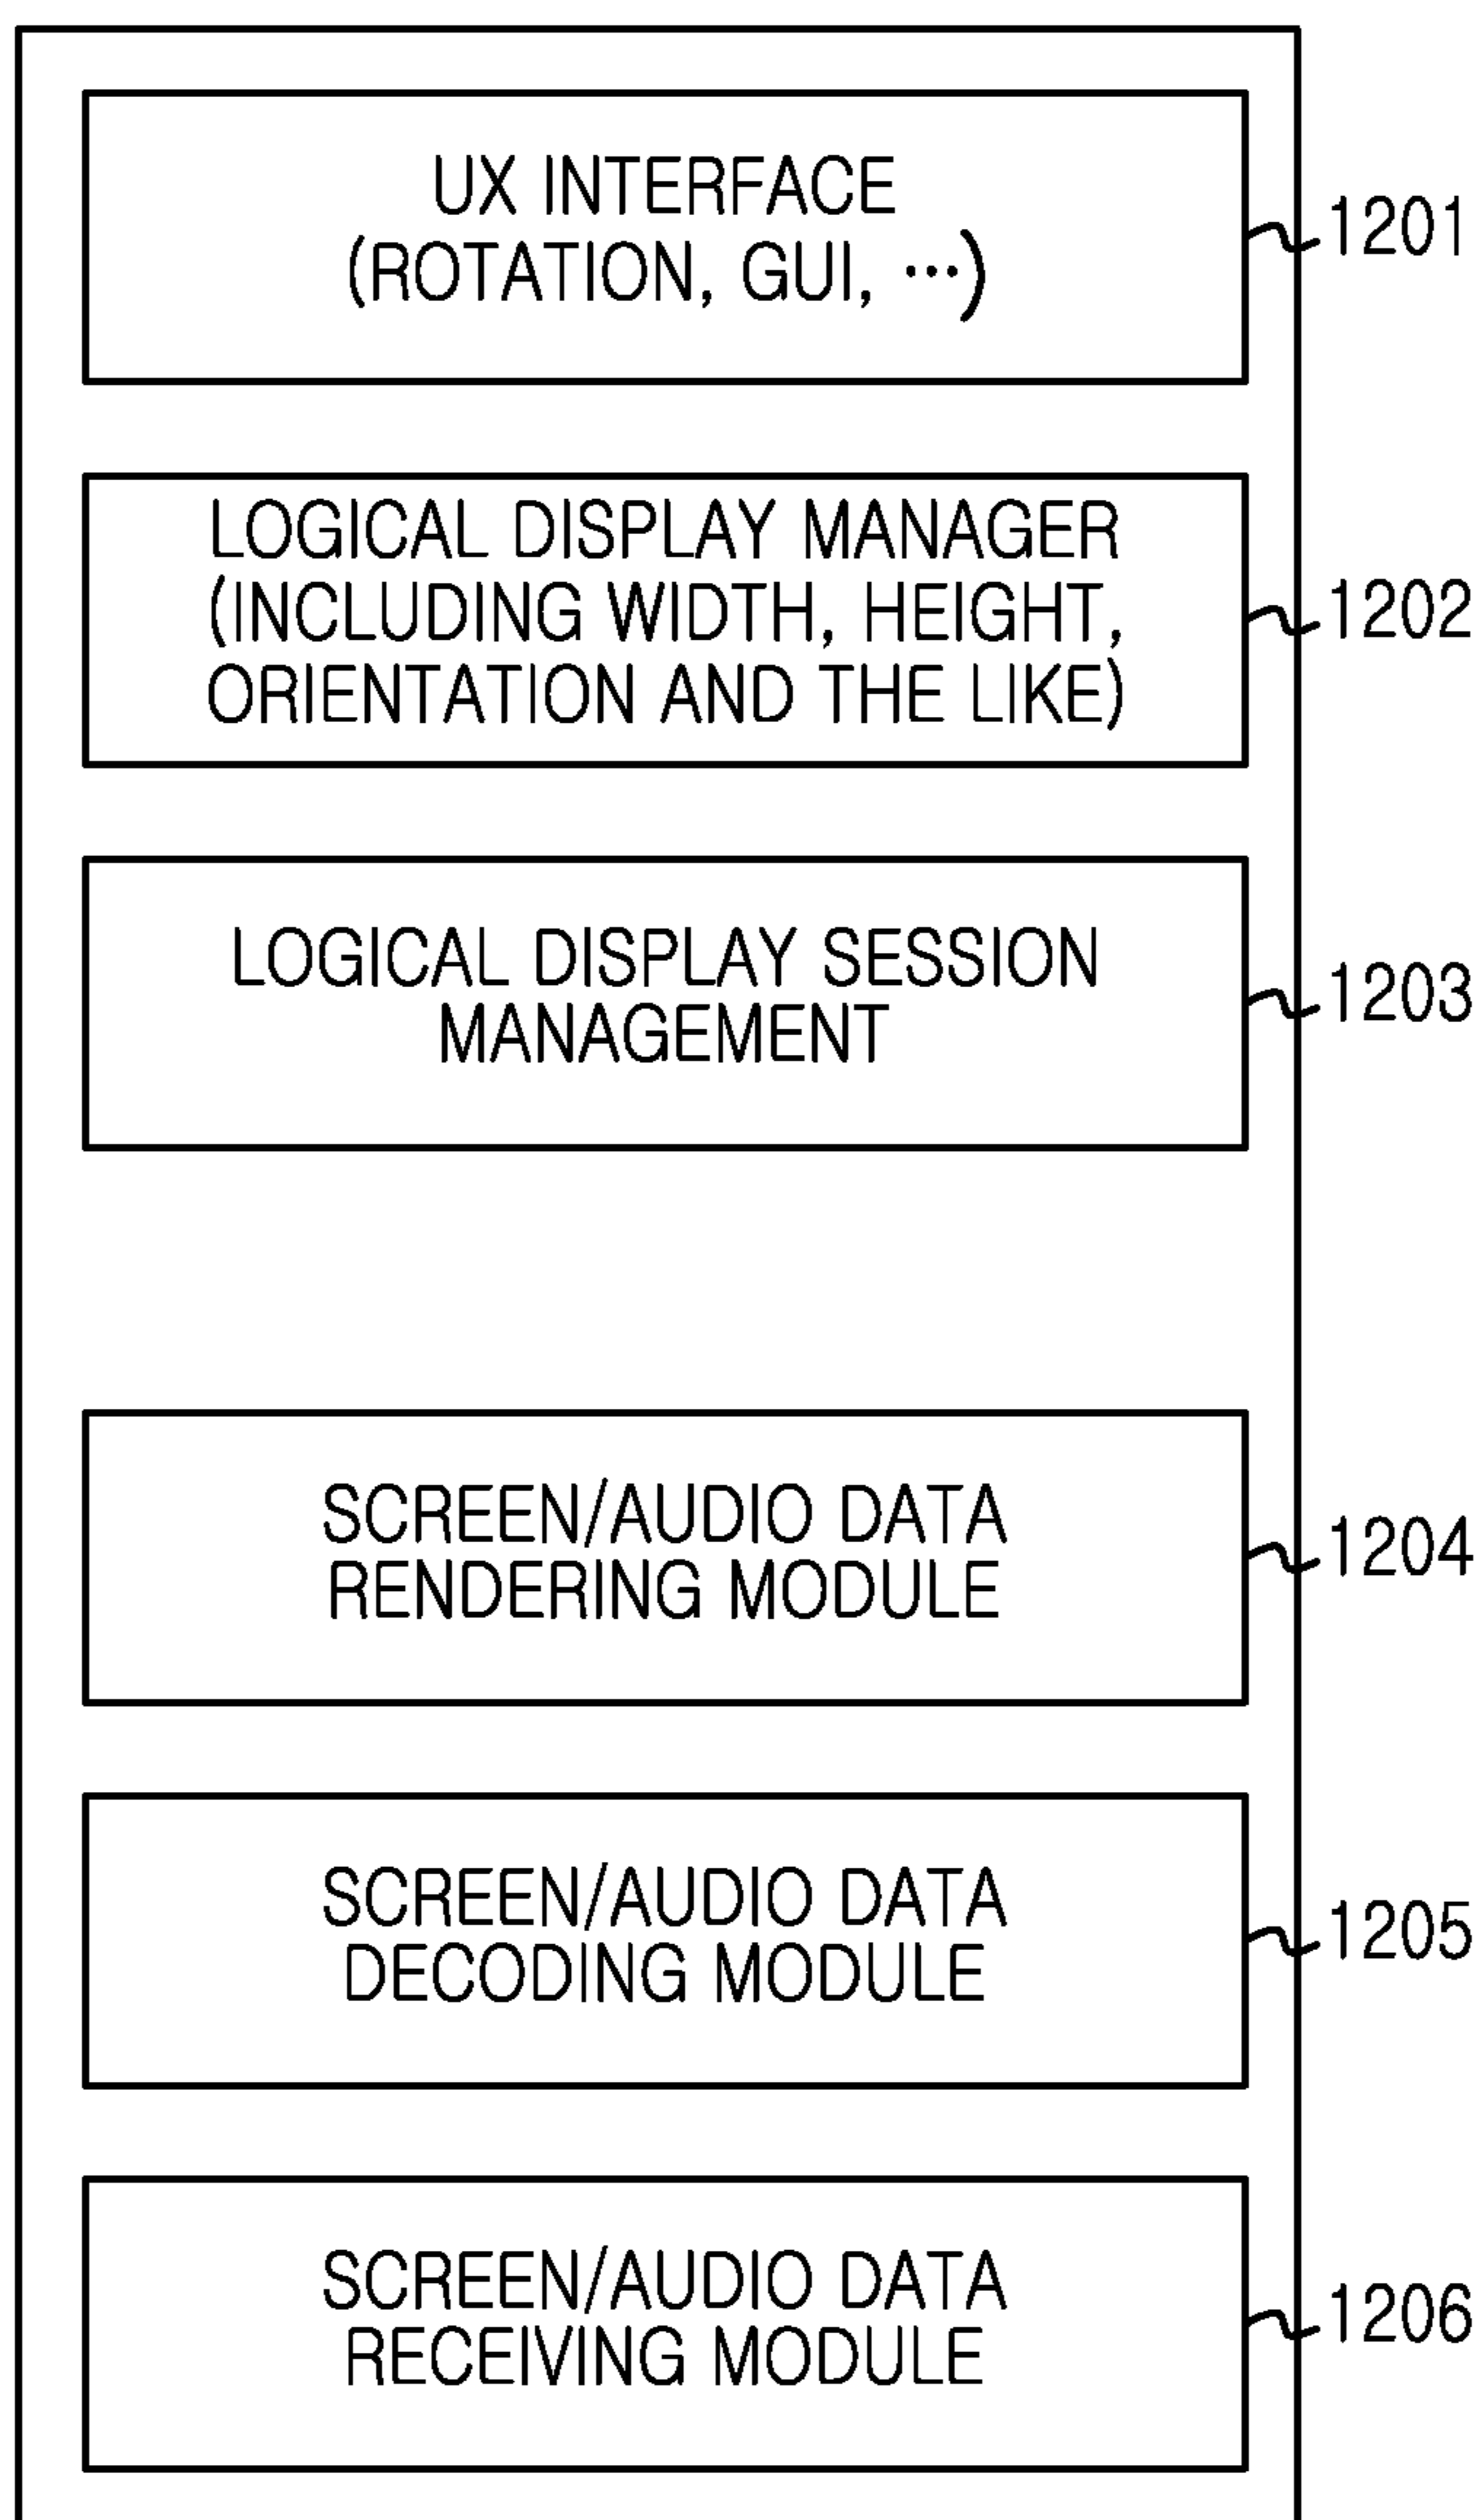 UX INTERFACE
(ROTATION, GUI, ···)
1201
LOGICAL DISPLAY MANAGER
(INCLUDING WIDTH, HEIGHT,
ORIENTATION AND THE LIKE)
1202
LOGICAL DISPLAY SESSION
MANAGEMENT
1203
SCREEN/AUDIO DATA
RENDERING MODULE
1204
SCREEN/AUDIO DATA
DECODING MODULE
1205
SCREEN/AUDIO DATA
RECEIVING MODULE
1206